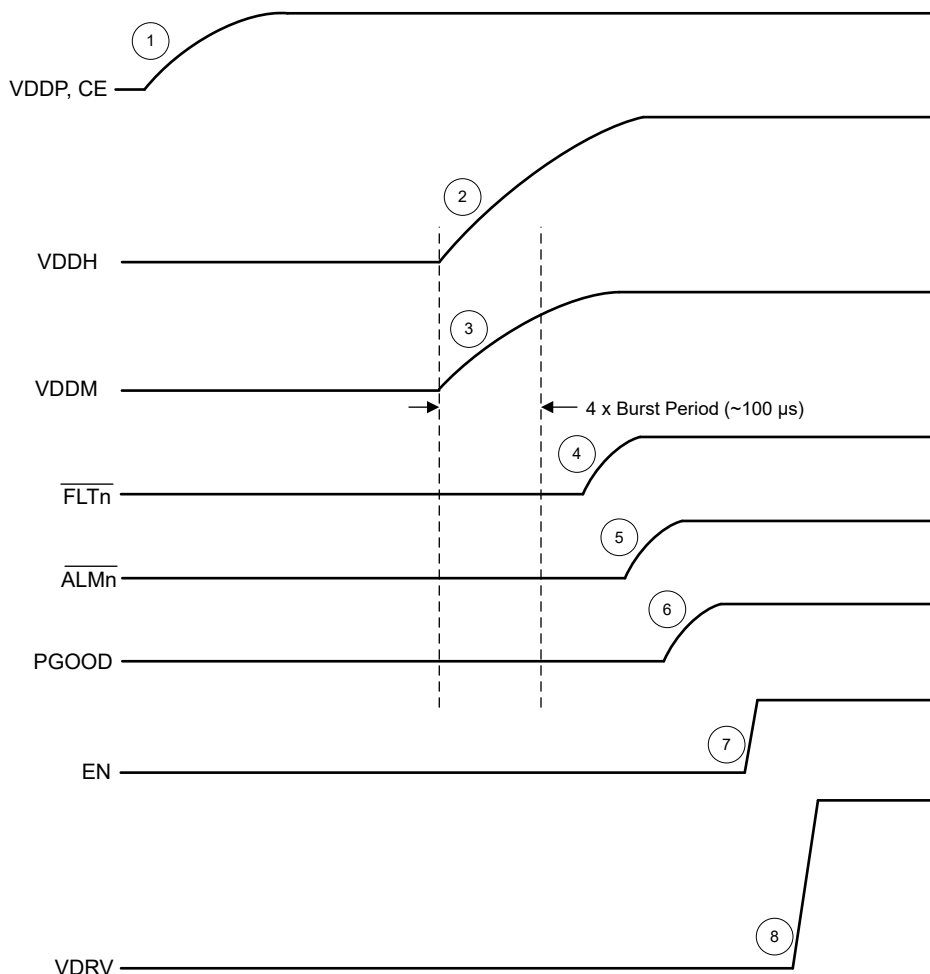 1
VDDP, CE
2
VDDH
3
VDDM
4 x Burst Period (~100 µs)
4
FLTn
5
ALMn
6
PGOOD
7
EN
8
VDRV